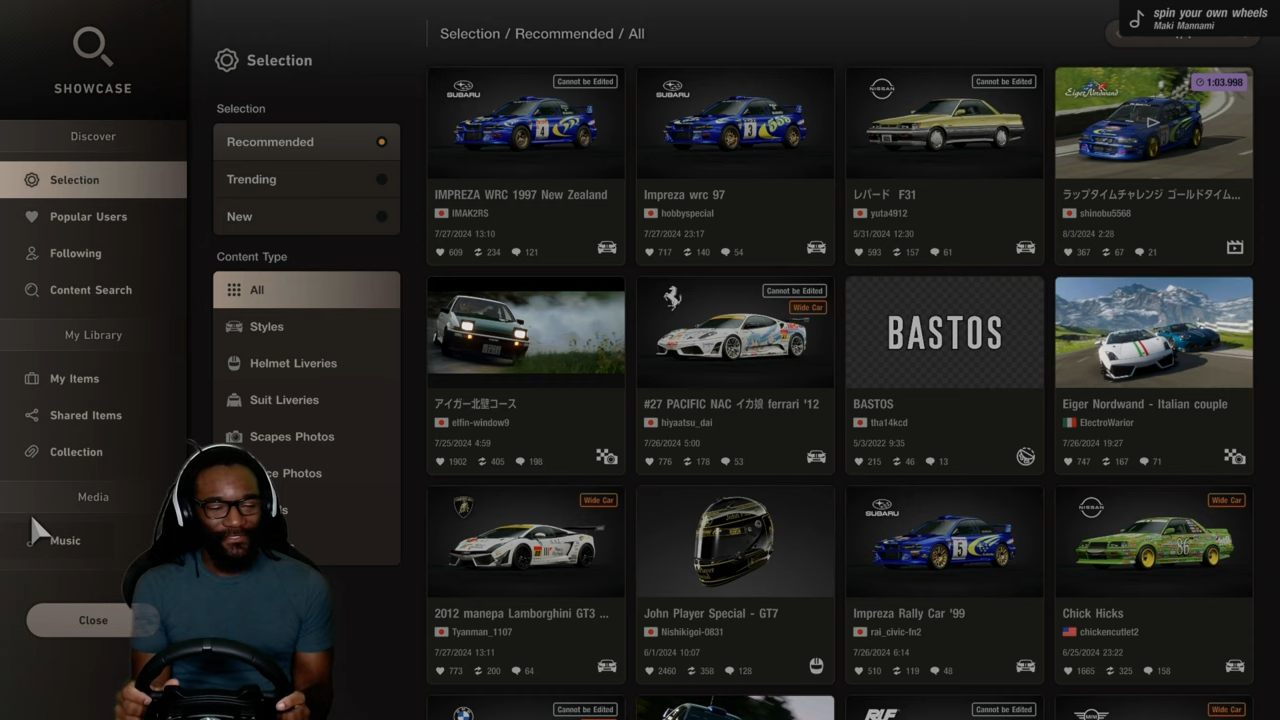 SHOWCASE
Discover
Selection
Popular Users
Following
Content Search
My Library
My Items
Shared Items
Collection
Media
Music
Close
Selection
Selection
Recommended
Trending
New
Content Type
All
Styles
Helmet Liveries
Suit Liveries
Scapes Photos
ce Photos
ls
Selection / Recommended / All
spin your own wheels
Maki Mannami
SUBARU
Cannot be Edited
4
IMPREZA WRC 1997 New Zealand
IMAK2RS
7/27/2024 13:10
609 234 121
SUBARU
Cannot be Edited
3
Impreza wrc 97
hobbyspecial
7/27/2024 23:17
717 140 54
NISSAN
Cannot be Edited
レパード F31
yuta4912
5/31/2024 12:30
593 157 61
Eiger Nordwand
1:03.998
ラップタイムチャレンジ ゴールドタイム...
shinobu5568
8/3/2024 2:28
367 67 21
アイガー北壁コース
elfin-window9
7/25/2024 4:59
1902 405 198
Cannot be Edited
Wide Car
#27 PACIFIC NAC イカ娘 ferrari '12
hiyaatsu_dai
7/26/2024 5:00
776 178 53
BASTOS
BASTOS
tha14kcd
5/3/2022 9:35
215 46 13
Eiger Nordwand - Italian couple
ElectroWarior
7/26/2024 19:27
747 167 71
Wide Car
2012 manepa Lamborghini GT3 ...
Tyanman_1107
7/27/2024 13:11
773 200 64
John Player Special - GT7
Nishikigoi-0831
6/1/2024 10:07
2460 358 128
SUBARU
5
Impreza Rally Car '99
rai_civic-fn2
7/26/2024 6:14
510 119 48
NISSAN
Wide Car
86
Chick Hicks
chickencutlet2
6/25/2024 23:22
1665 325 158
Cannot be Edited
RUF
Cannot be Edited
MINI
Wide Car